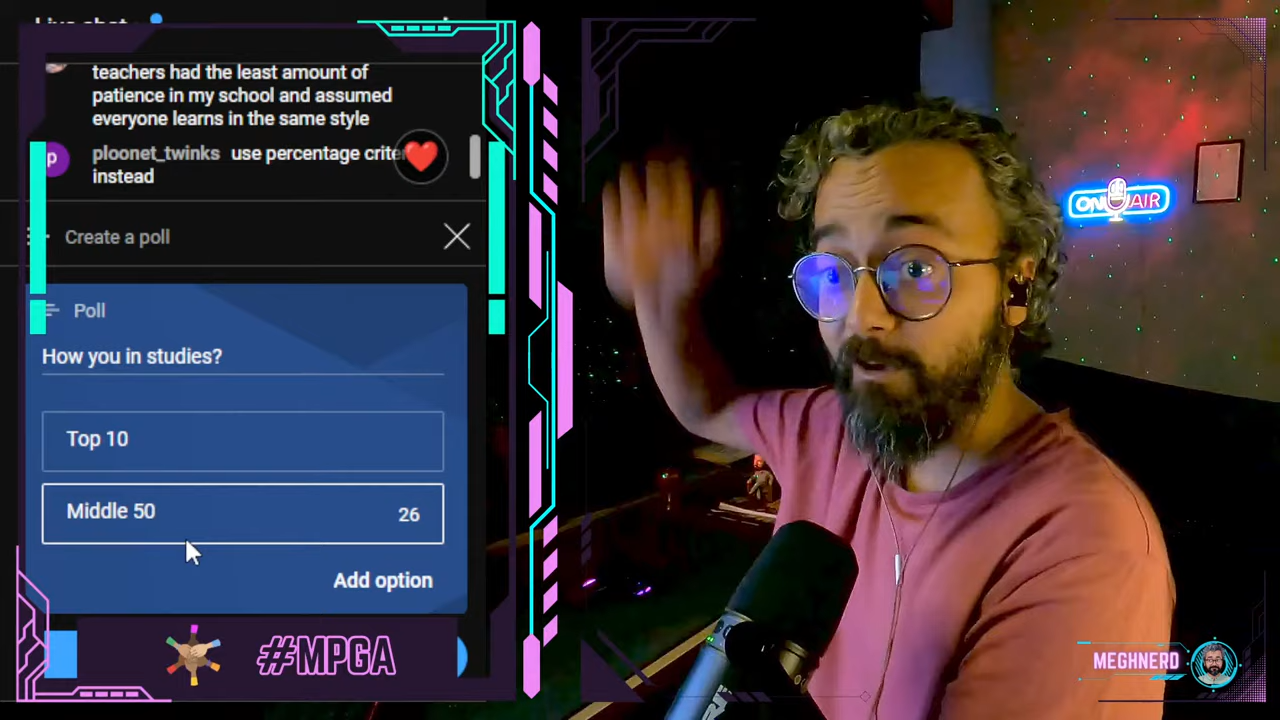 Live chat
teachers had the least amount of
patience in my school and assumed
everyone learns in the same style
p
ploonet_twinks use percentage crite
instead
Create a poll
Poll
How you in studies?
Top 10
Middle 50
26
Add option
#MPGA
ON AIR
MEGHNERD